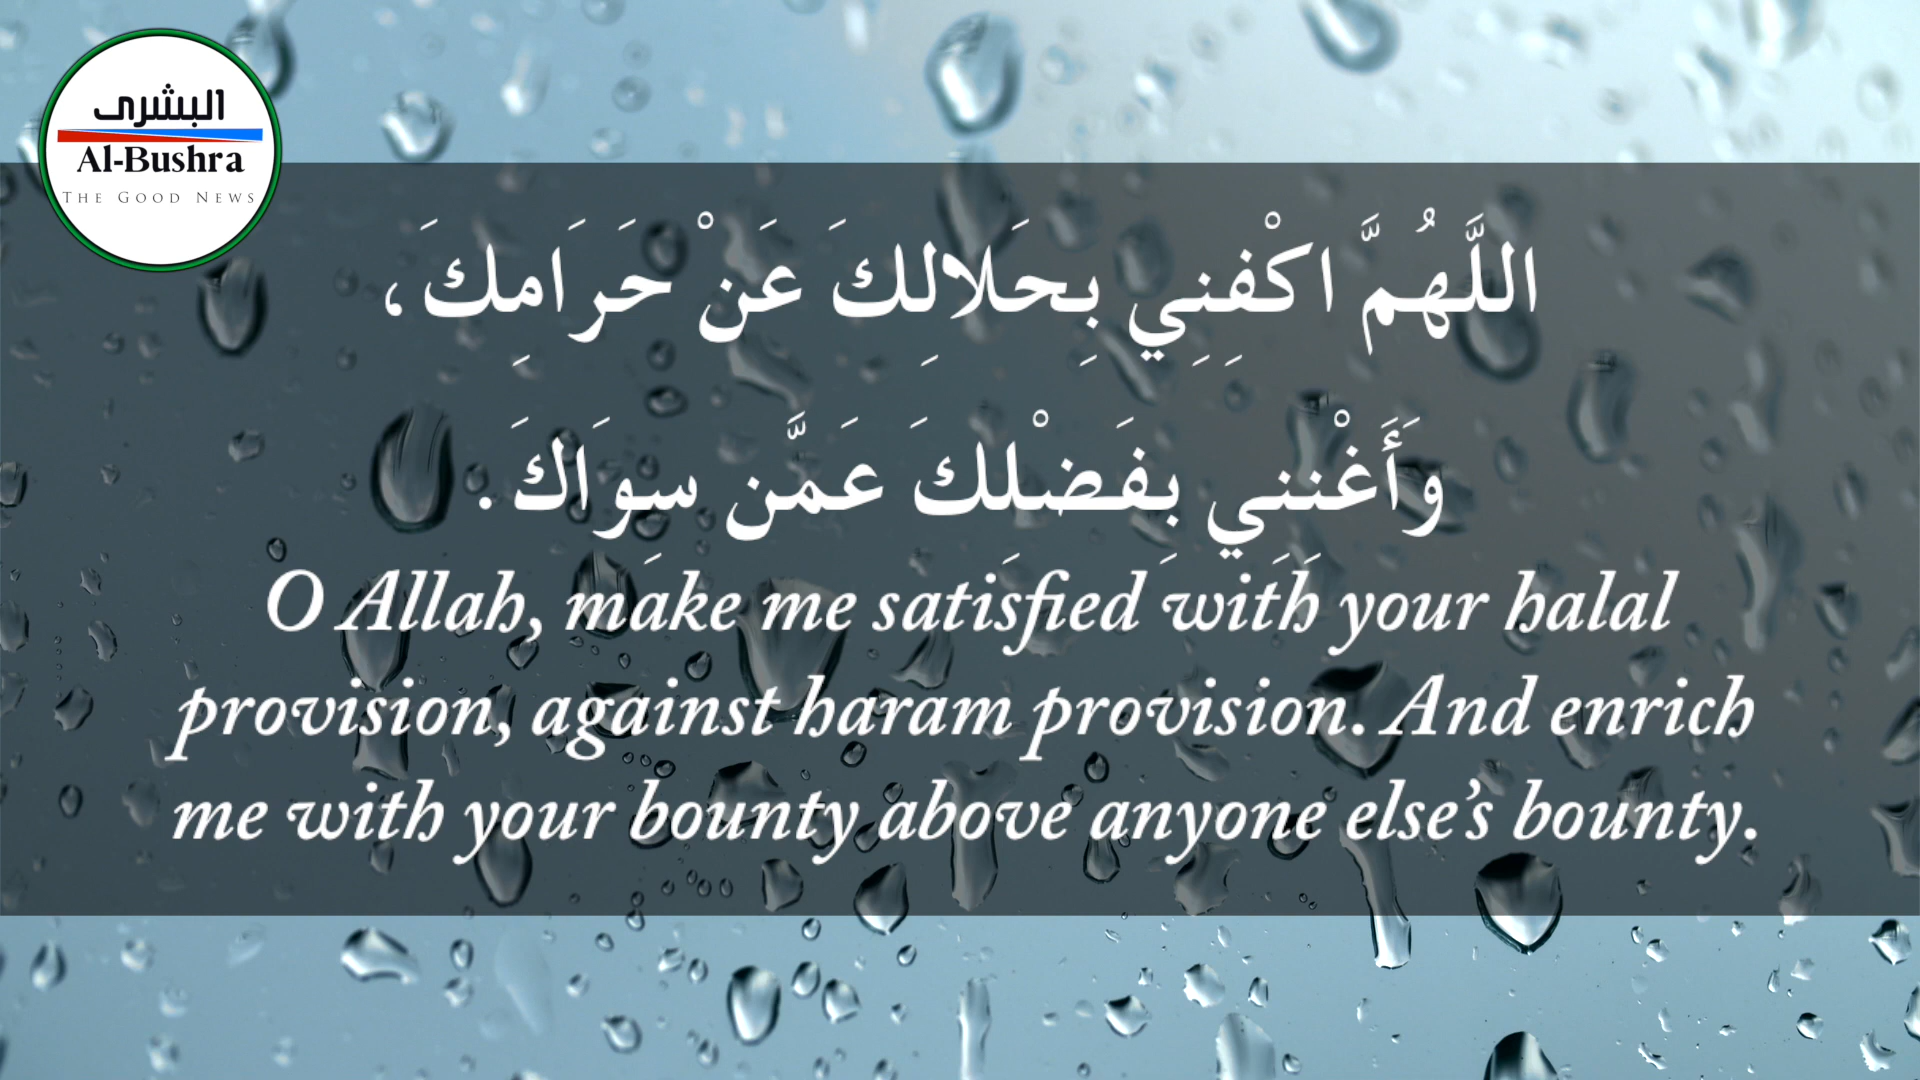 البشرى
Al-Bushra
THE GOOD NEWS
اللَّهُمَّ اكْفِنِي بِحَلَالِكَ عَنْ حَرَامِكَ،
وَأَغْنِنِي بِفَضْلِكَ عَمَّن سِوَاكَ.
O Allah, make me satisfied with your halal
provision, against haram provision. And enrich
me with your bounty above anyone else’s bounty.